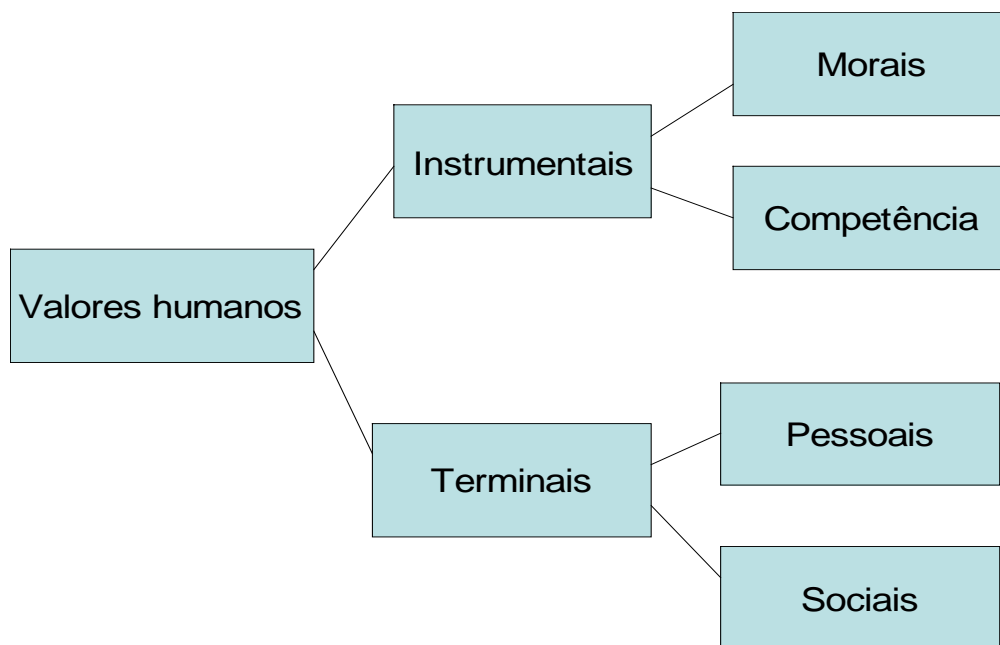 Valores humanos
Instrumentais
Morais
Competência
Terminais
Pessoais
Sociais